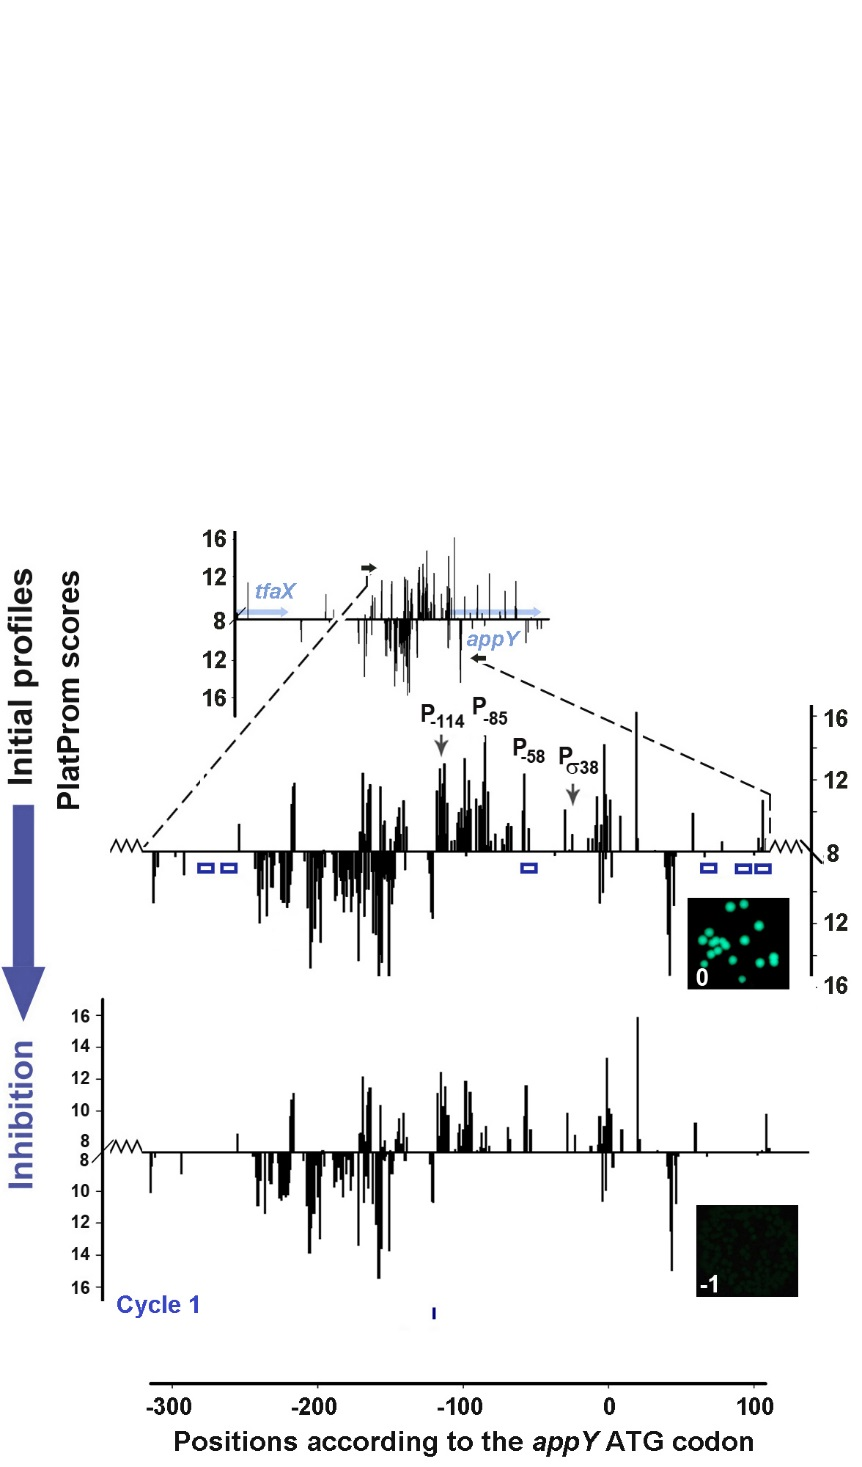 Initial profiles
PlatProm scores
Inhibition
16
12
8
12
16
tfaX
appY
P-114
P-85
P-58
Pσ38
16
12
8
12
16
0
16
14
12
10
8
8
10
12
14
16
-1
Cycle 1
-300 -200 -100 0 100
Positions according to the appY ATG codon